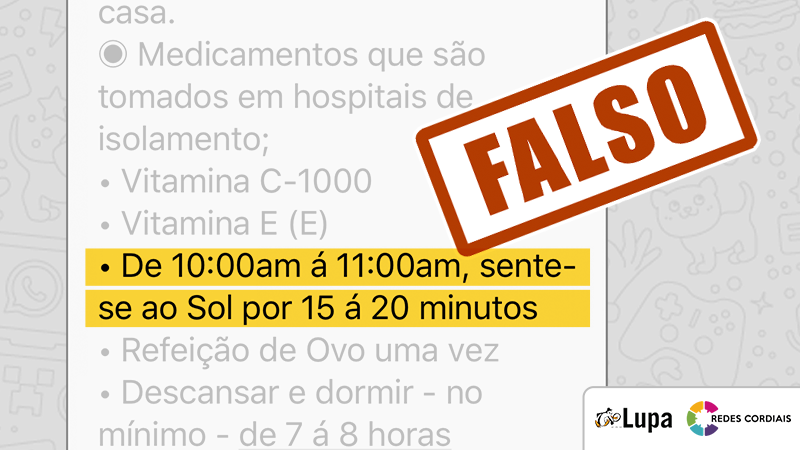 casa.
◉ Medicamentos que são
tomados em hospitais de
isolamento;
• Vitamina C-1000
• Vitamina E (E)
• De 10:00am á 11:00am, sente-
se ao Sol por 15 á 20 minutos
• Refeição de Ovo uma vez
• Descansar e dormir - no
mínimo - de 7 á 8 horas
FALSO
Lupa
REDES CORDIAIS